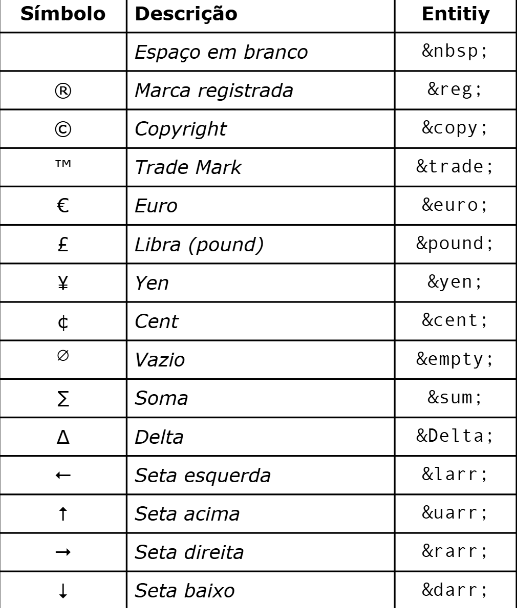 Símbolo Descrição Entitiy
Espaço em branco &nbsp;
® Marca registrada &reg;
© Copyright &copy;
™ Trade Mark &trade;
€ Euro &euro;
£ Libra (pound) &pound;
¥ Yen &yen;
¢ Cent &cent;
∅ Vazio &empty;
∑ Soma &sum;
Δ Delta &Delta;
← Seta esquerda &larr;
↑ Seta acima &uarr;
→ Seta direita &rarr;
↓ Seta baixo &darr;